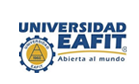 UNIVERSIDAD
EAFIT
Abierta al mundo